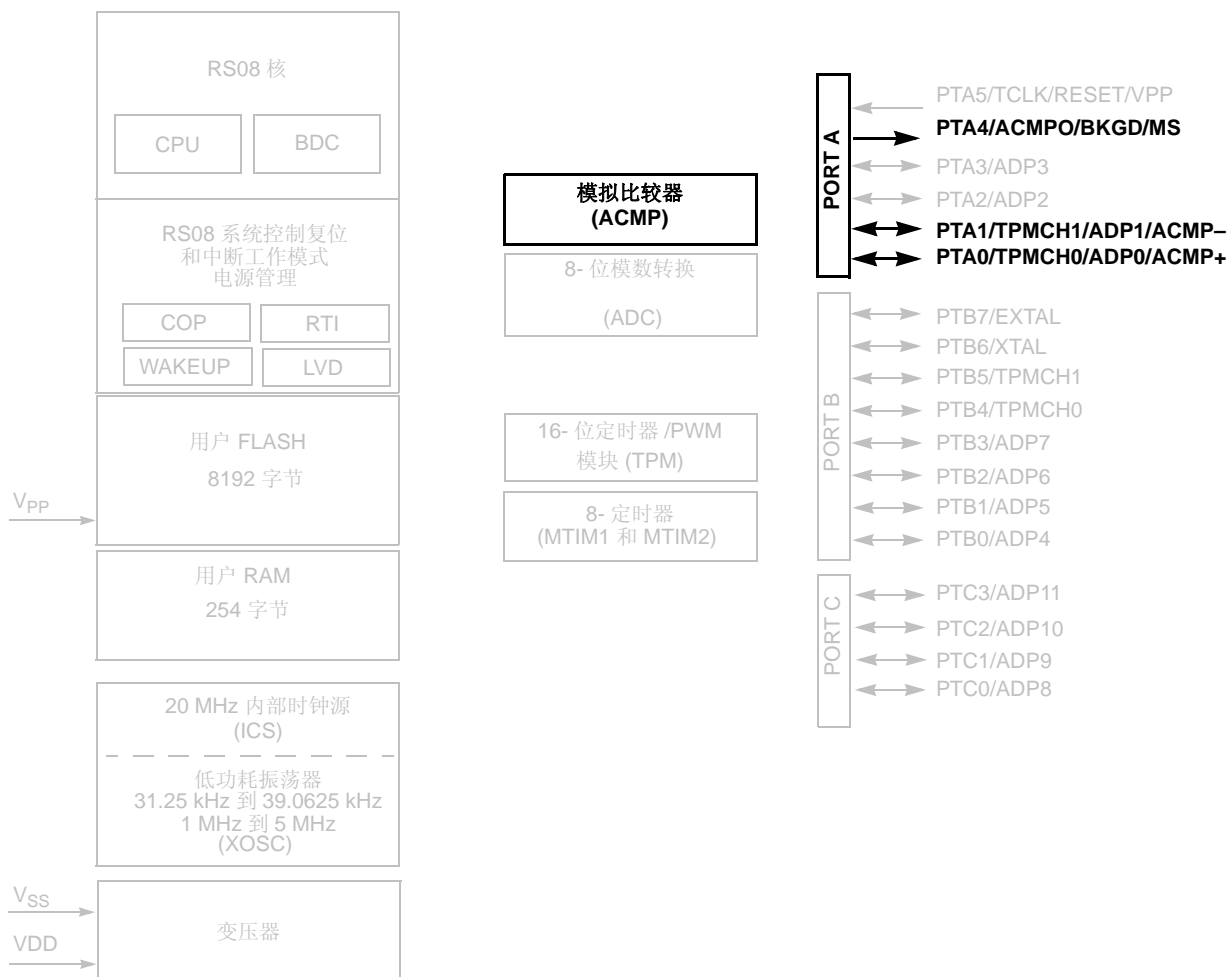 RS08 核
CPU
BDC
RS08 系统控制复位
和中断工作模式
电源管理
COP
RTI
WAKEUP
LVD
用户 FLASH
8192 字节
VPP
用户 RAM
254 字节
20 MHz 内部时钟源
(ICS)
低功耗振荡器
31.25 kHz 到 39.0625 kHz
1 MHz 到 5 MHz
(XOSC)
VSS
VDD
变压器
模拟比较器
(ACMP)
8- 位模数转换
(ADC)
16- 位定时器 /PWM
模块 (TPM)
8- 定时器
(MTIM1 和 MTIM2)
PORT A
PTA5/TCLK/RESET/VPP
PTA4/ACMPO/BKGD/MS
PTA3/ADP3
PTA2/ADP2
PTA1/TPMCH1/ADP1/ACMP–
PTA0/TPMCH0/ADP0/ACMP+
PORT B
PTB7/EXTAL
PTB6/XTAL
PTB5/TPMCH1
PTB4/TPMCH0
PTB3/ADP7
PTB2/ADP6
PTB1/ADP5
PTB0/ADP4
PORT C
PTC3/ADP11
PTC2/ADP10
PTC1/ADP9
PTC0/ADP8